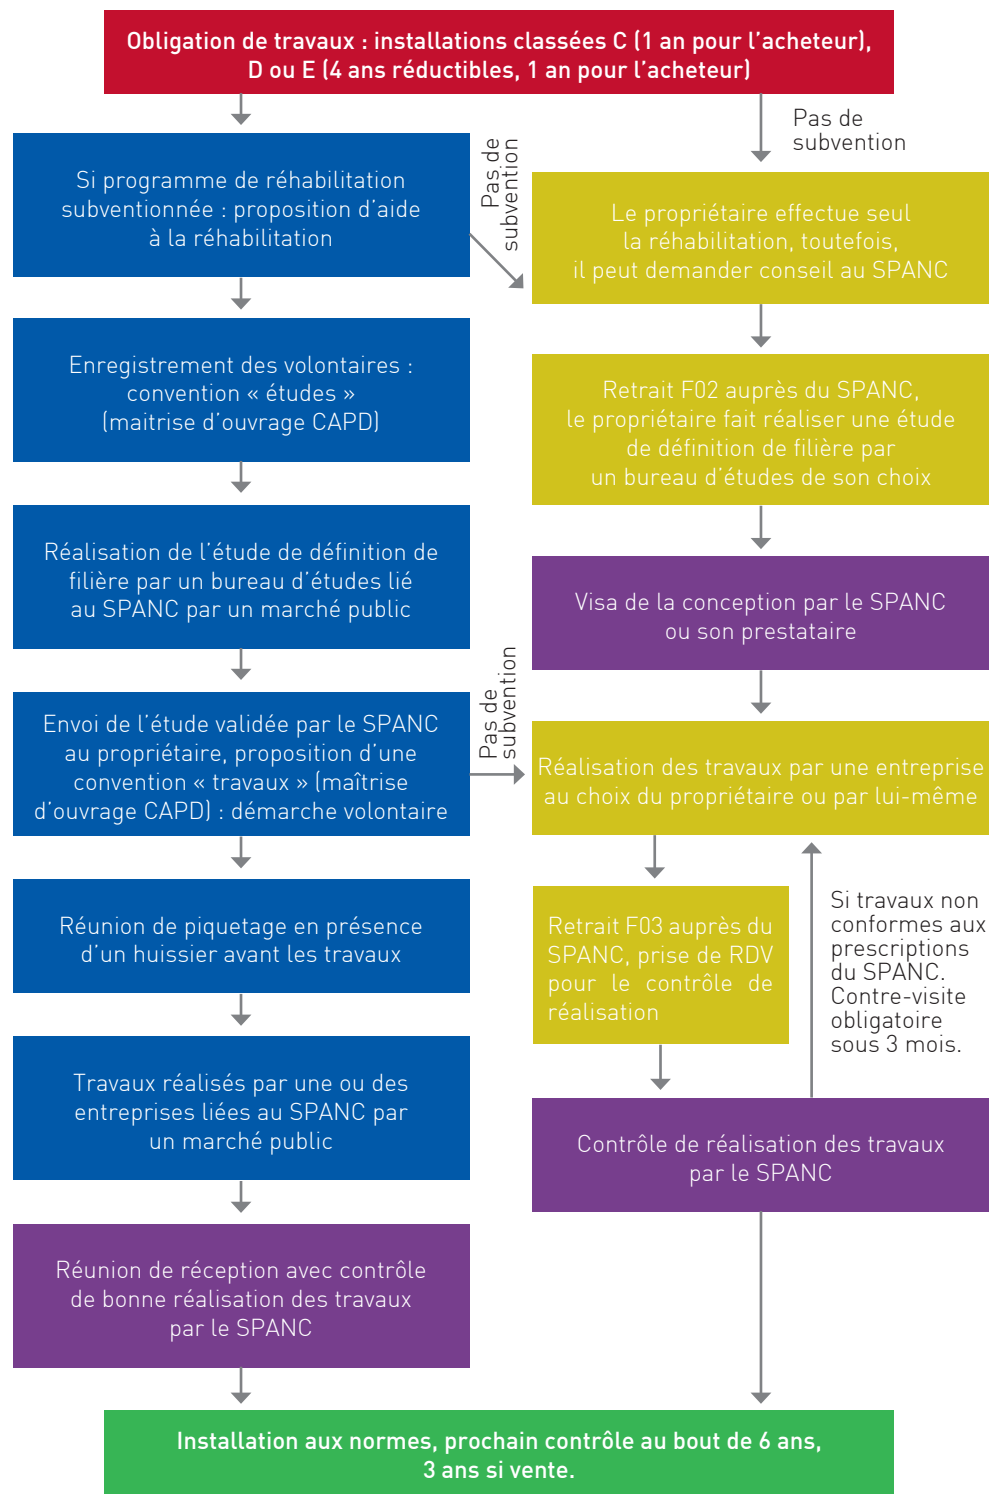 Obligation de travaux : installations classées C (1 an pour l'acheteur),
D ou E (4 ans réductibles, 1 an pour l'acheteur)
Si programme de réhabilitation
subventionnée : proposition d'aide
à la réhabilitation
Enregistrement des volontaires :
convention « études »
(maitrise d'ouvrage CAPD)
Réalisation de l'étude de définition de
filière par un bureau d'études lié
au SPANC par un marché public
Envoi de l'étude validée par le SPANC
au propriétaire, proposition d'une
convention « travaux » (maîtrise
d'ouvrage CAPD) : démarche volontaire
Réunion de piquetage en présence
d'un huissier avant les travaux
Travaux réalisés par une ou des
entreprises liées au SPANC par
un marché public
Réunion de réception avec contrôle
de bonne réalisation des travaux
par le SPANC
Pas de
subvention
Pas de
subvention
Pas de
subvention
Le propriétaire effectue seul
la réhabilitation, toutefois,
il peut demander conseil au SPANC
Retrait F02 auprès du SPANC,
le propriétaire fait réaliser une étude
de définition de filière par
un bureau d'études de son choix
Visa de la conception par le SPANC
ou son prestataire
Réalisation des travaux par une entreprise
au choix du propriétaire ou par lui-même
Retrait F03 auprès du
SPANC, prise de RDV
pour le contrôle de
réalisation
Si travaux non
conformes aux
prescriptions
du SPANC.
Contre-visite
obligatoire
sous 3 mois.
Contrôle de réalisation des travaux
par le SPANC
Installation aux normes, prochain contrôle au bout de 6 ans,
3 ans si vente.